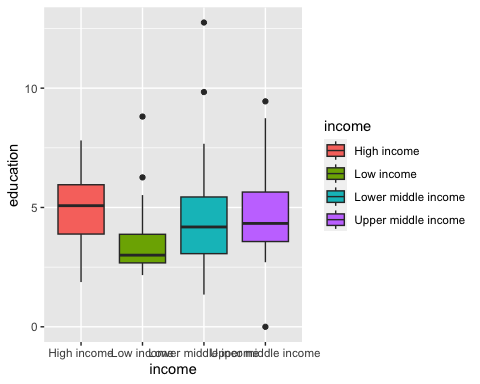 10
5
0
education
High income
Low income
Lower middle income
Upper middle income
income
income
High income
Low income
Lower middle income
Upper middle income